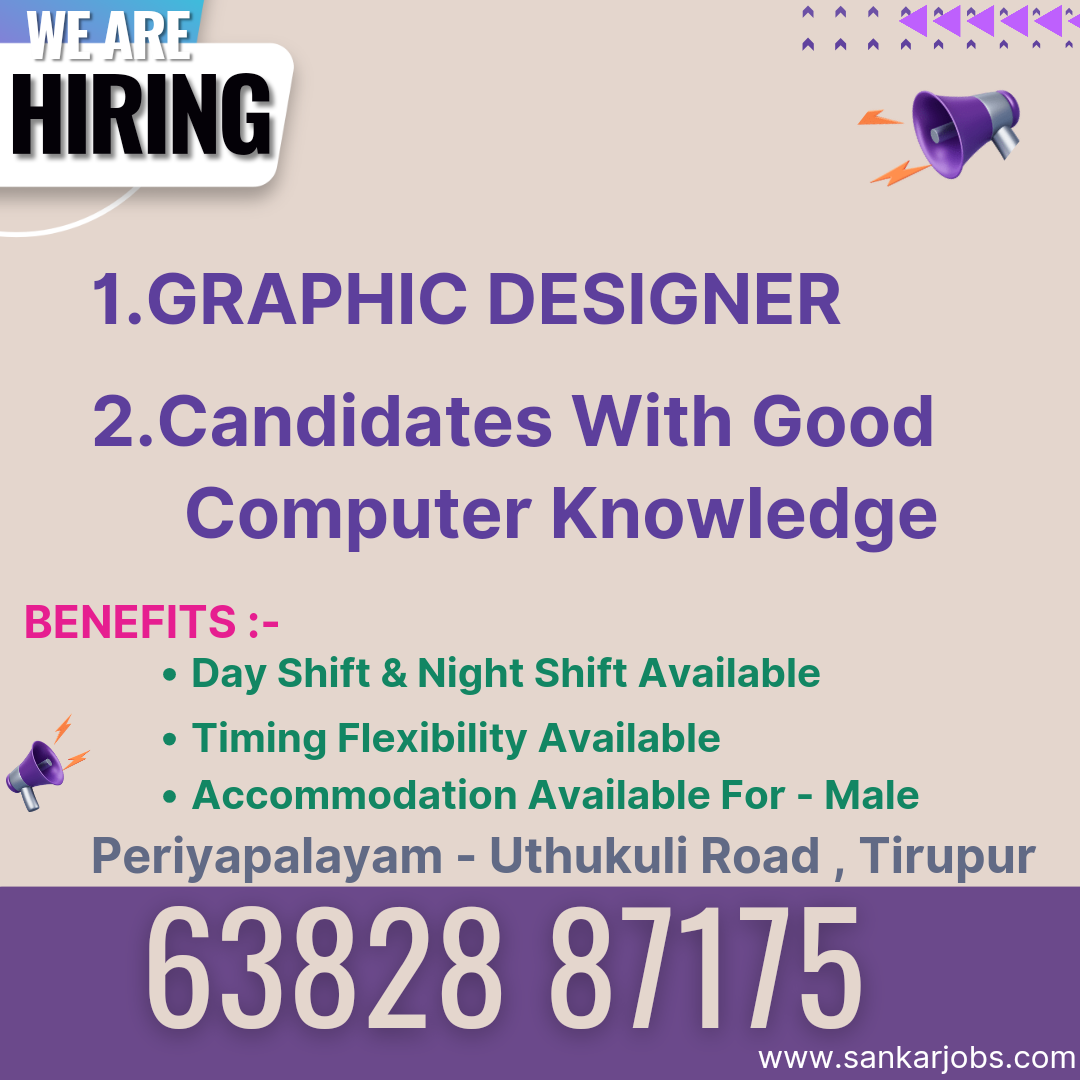 WE ARE
HIRING
1.GRAPHIC DESIGNER
2.Candidates With Good
Computer Knowledge
BENEFITS :-
• Day Shift & Night Shift Available
• Timing Flexibility Available
• Accommodation Available For - Male
Periyapalayam - Uthukuli Road , Tirupur
63828 87175
www.sankarjobs.com